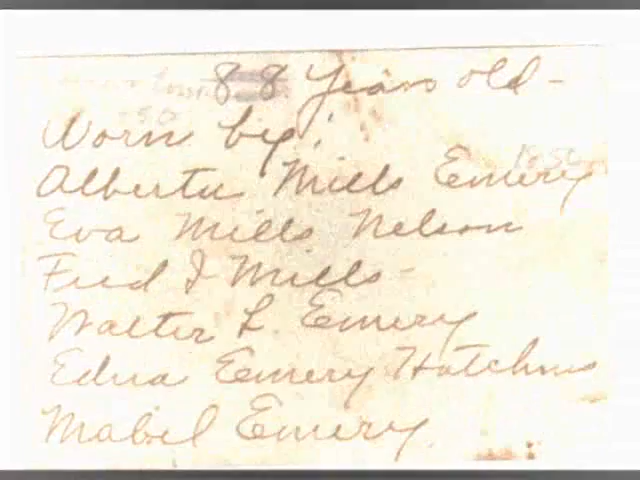 88 Years old -
Worn by:
Alberta Mills Emery
Eva Mills Nelson
Fred I Mills -
Walter L Emery
Edna Emery Hutchins
Mabel Emery